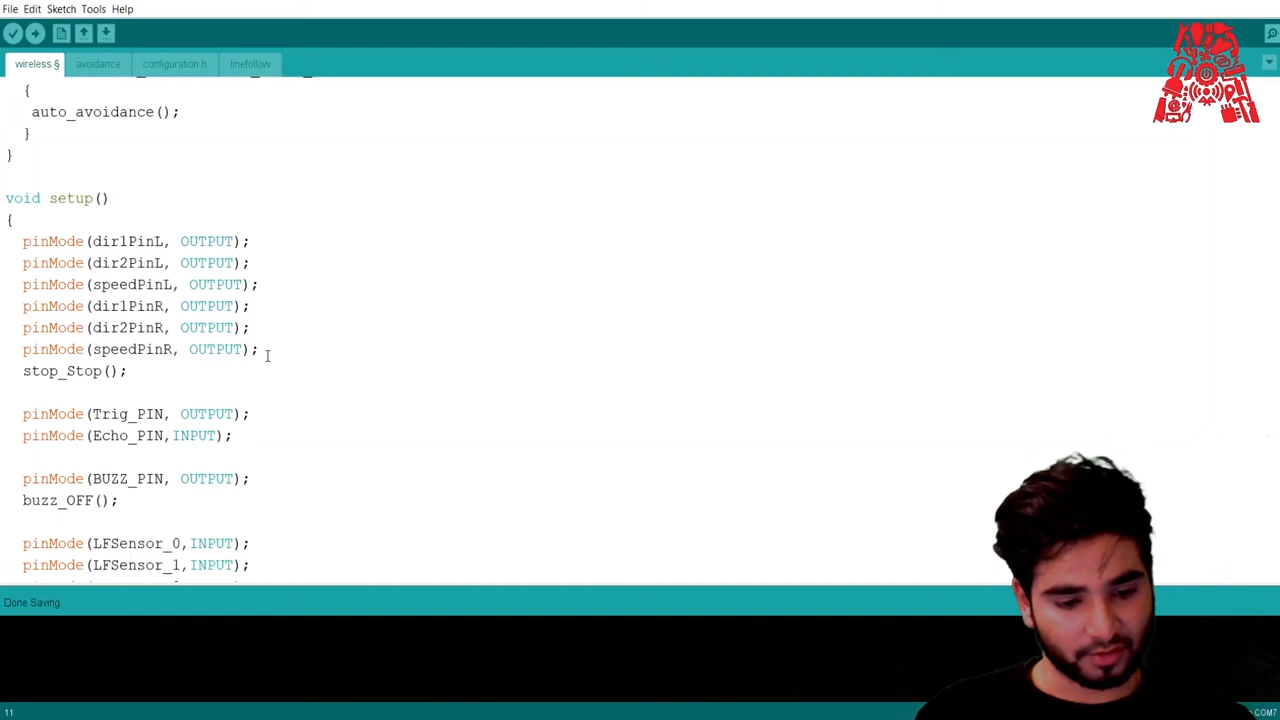 File Edit Sketch Tools Help
wireless § avoidance configuration.h linefollow
{
auto_avoidance();
}
}
void setup()
{
pinMode(dir1PinL, OUTPUT);
pinMode(dir2PinL, OUTPUT);
pinMode(speedPinL, OUTPUT);
pinMode(dir1PinR, OUTPUT);
pinMode(dir2PinR, OUTPUT);
pinMode(speedPinR, OUTPUT);
stop_Stop();
pinMode(Trig_PIN, OUTPUT);
pinMode(Echo_PIN,INPUT);
pinMode(BUZZ_PIN, OUTPUT);
buzz_OFF();
pinMode(LFSensor_0,INPUT);
pinMode(LFSensor_1,INPUT);
Done Saving.
11 COM7